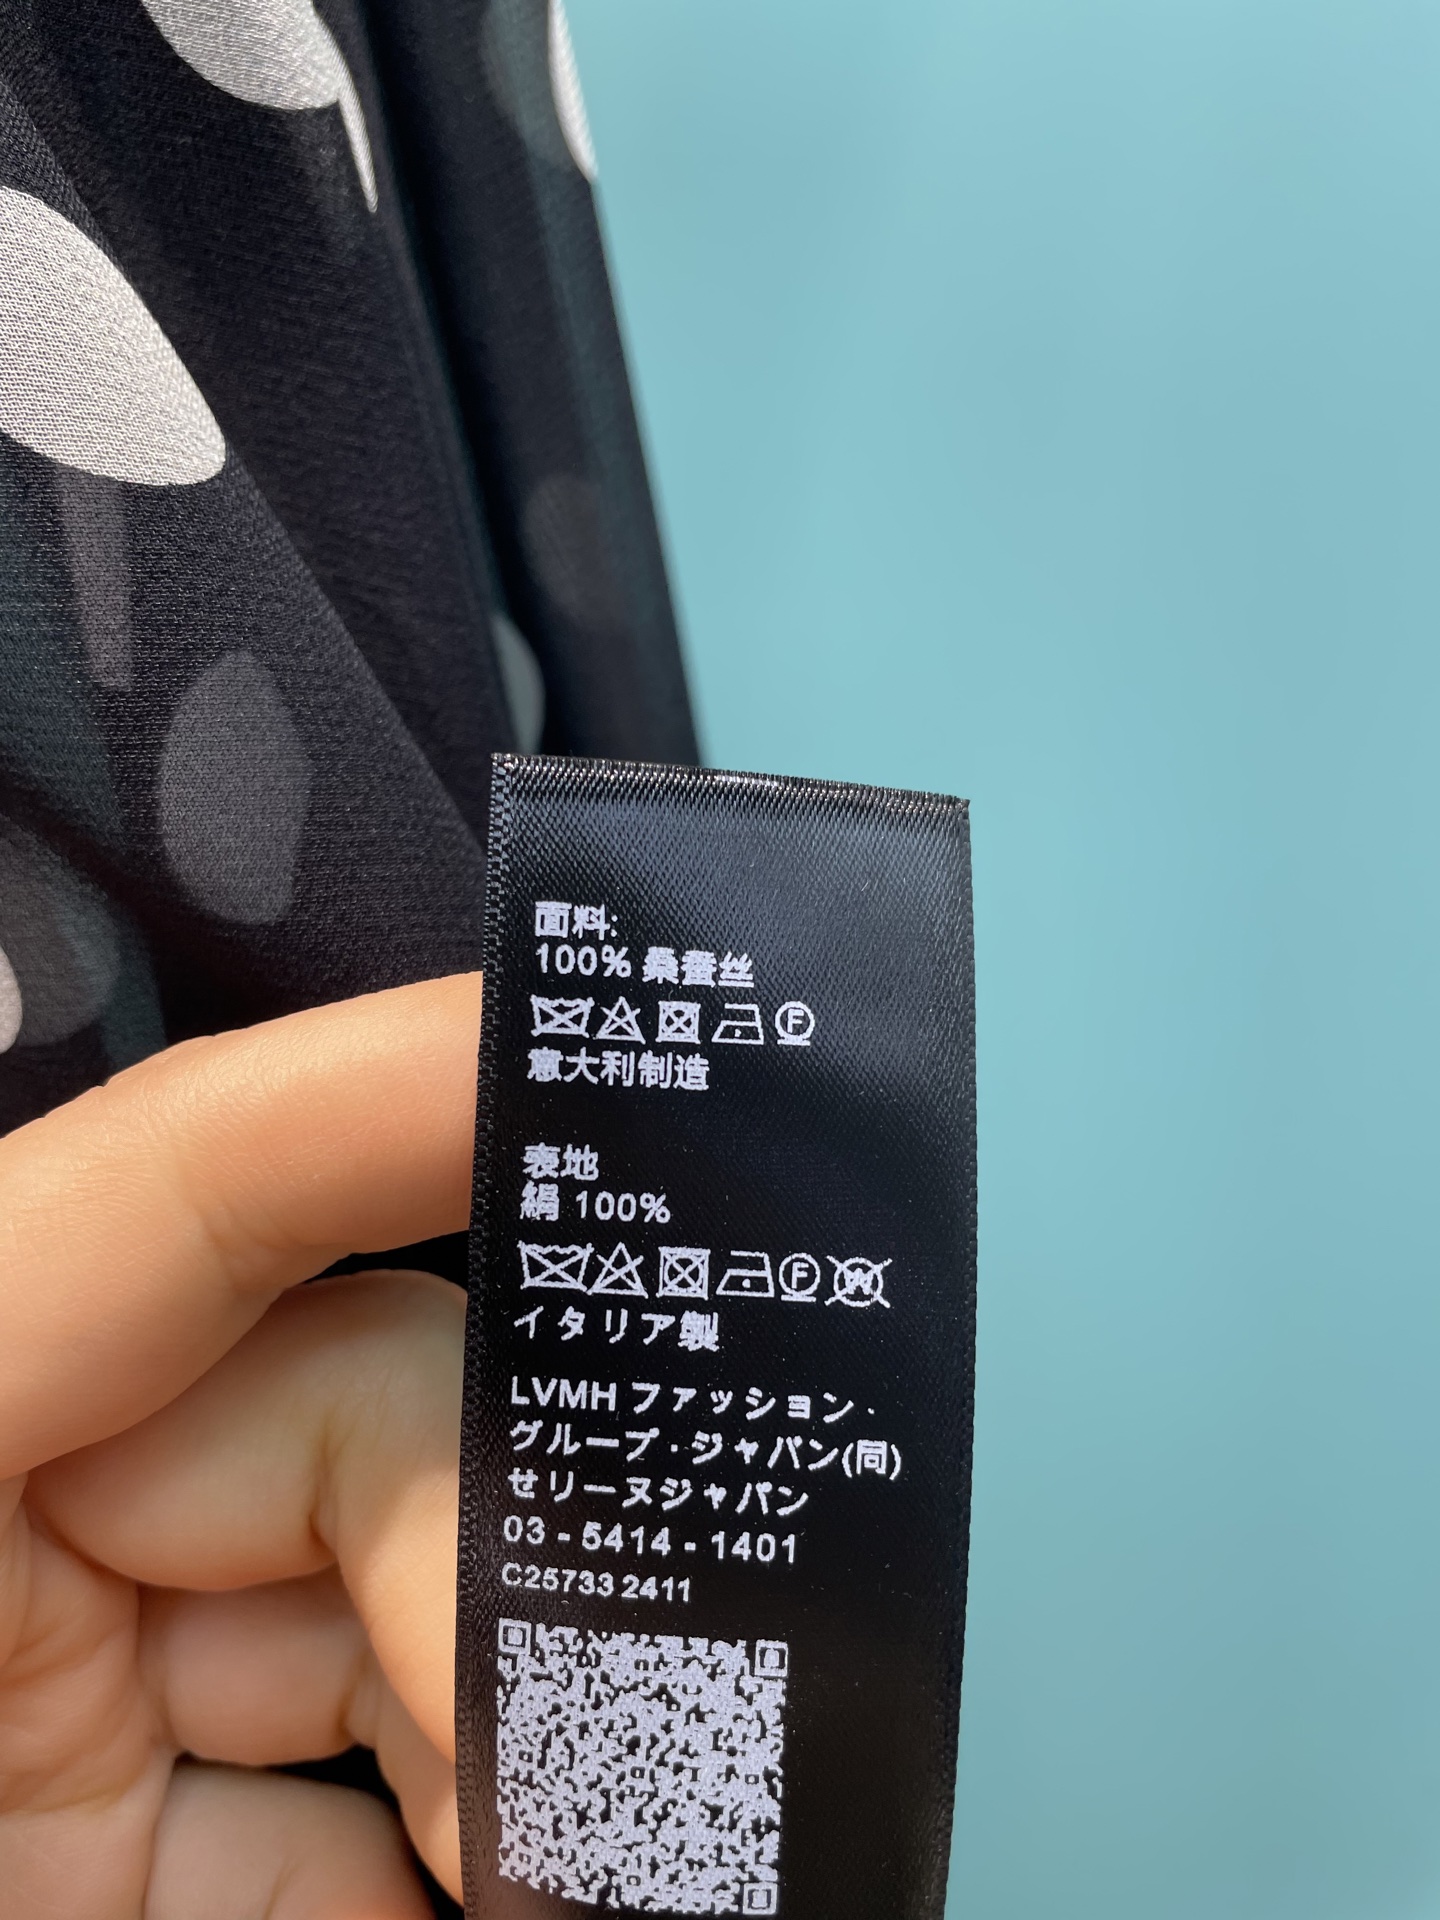 面料:
100% 桑蚕丝
F
意大利制造
表地
絹 100%
F W
イタリア製
LVMH ファッション・
グループ・ジャパン(同)
せリーヌジャパン
03 - 5414 - 1401
C25733 2411